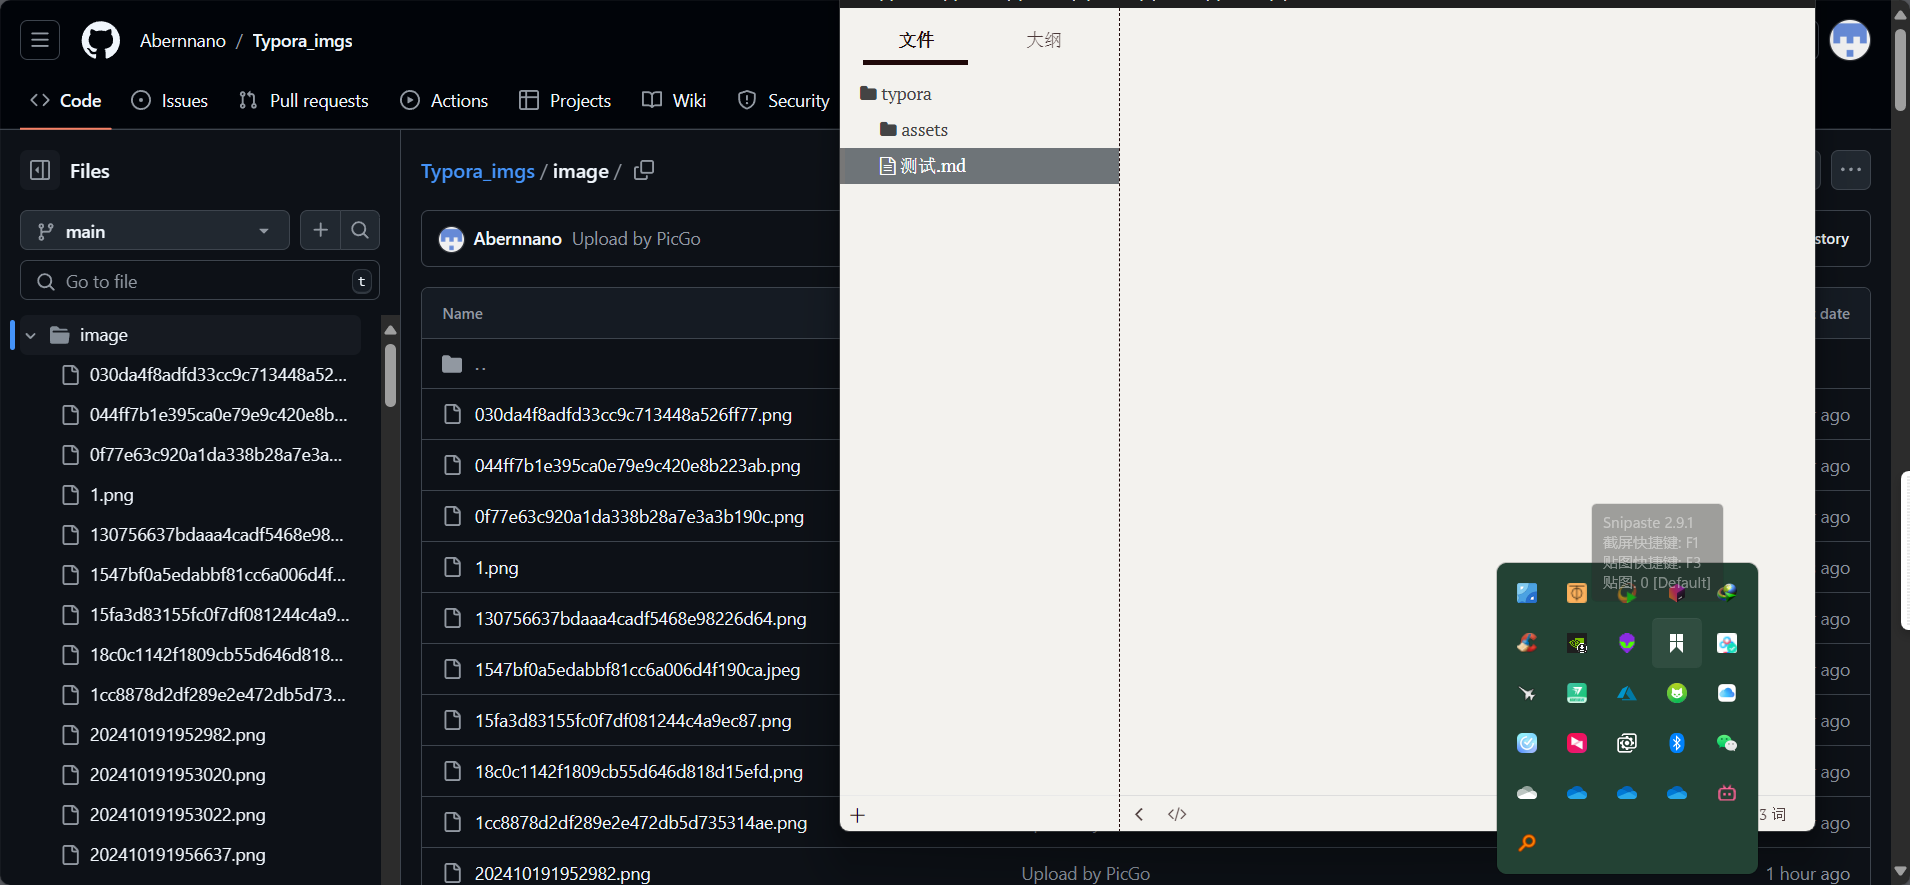 Abernnano / Typora_imgs
Code
Issues
Pull requests
Actions
Projects
Wiki
Security
Files
main
Go to file
t
image
030da4f8adfd33cc9c713448a52...
044ff7b1e395ca0e79e9c420e8b...
0f77e63c920a1da338b28a7e3a...
1.png
130756637bdaaa4cadf5468e98...
1547bf0a5edabbf81cc6a006d4f...
15fa3d83155fc0f7df081244c4a9...
18c0c1142f1809cb55d646d818...
1cc8878d2df289e2e472db5d73...
202410191952982.png
202410191953020.png
202410191953022.png
202410191956637.png
Typora_imgs / image /
Abernnano Upload by PicGo
story
Name
date
..
030da4f8adfd33cc9c713448a526ff77.png
ago
044ff7b1e395ca0e79e9c420e8b223ab.png
ago
0f77e63c920a1da338b28a7e3a3b190c.png
ago
1.png
ago
130756637bdaaa4cadf5468e98226d64.png
ago
1547bf0a5edabbf81cc6a006d4f190ca.jpeg
ago
15fa3d83155fc0f7df081244c4a9ec87.png
ago
18c0c1142f1809cb55d646d818d15efd.png
ago
1cc8878d2df289e2e472db5d735314ae.png
ago
202410191952982.png
Upload by PicGo
1 hour ago
文件
大纲
typora
assets
测试.md
3 词
Snipaste 2.9.1
截屏快捷键: F1
贴图快捷键: F3
贴图: 0 [Default]